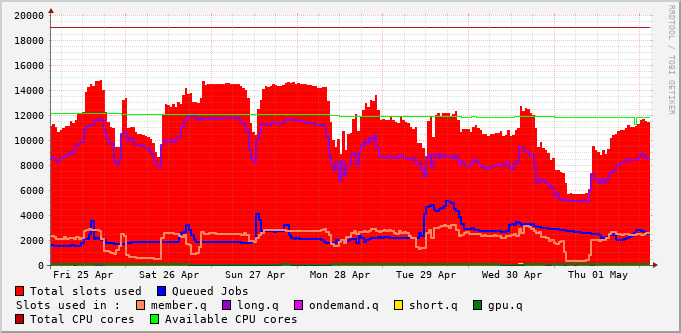 20000
18000
16000
14000
12000
10000
8000
6000
4000
2000
0
Fri 25 Apr Sat 26 Apr Sun 27 Apr Mon 28 Apr Tue 29 Apr Wed 30 Apr Thu 01 May
Total slots used Queued Jobs
Slots used in : member.q long.q ondemand.q short.q gpu.q
Total CPU cores Available CPU cores
RRDTOOL / TOBI OETIKER